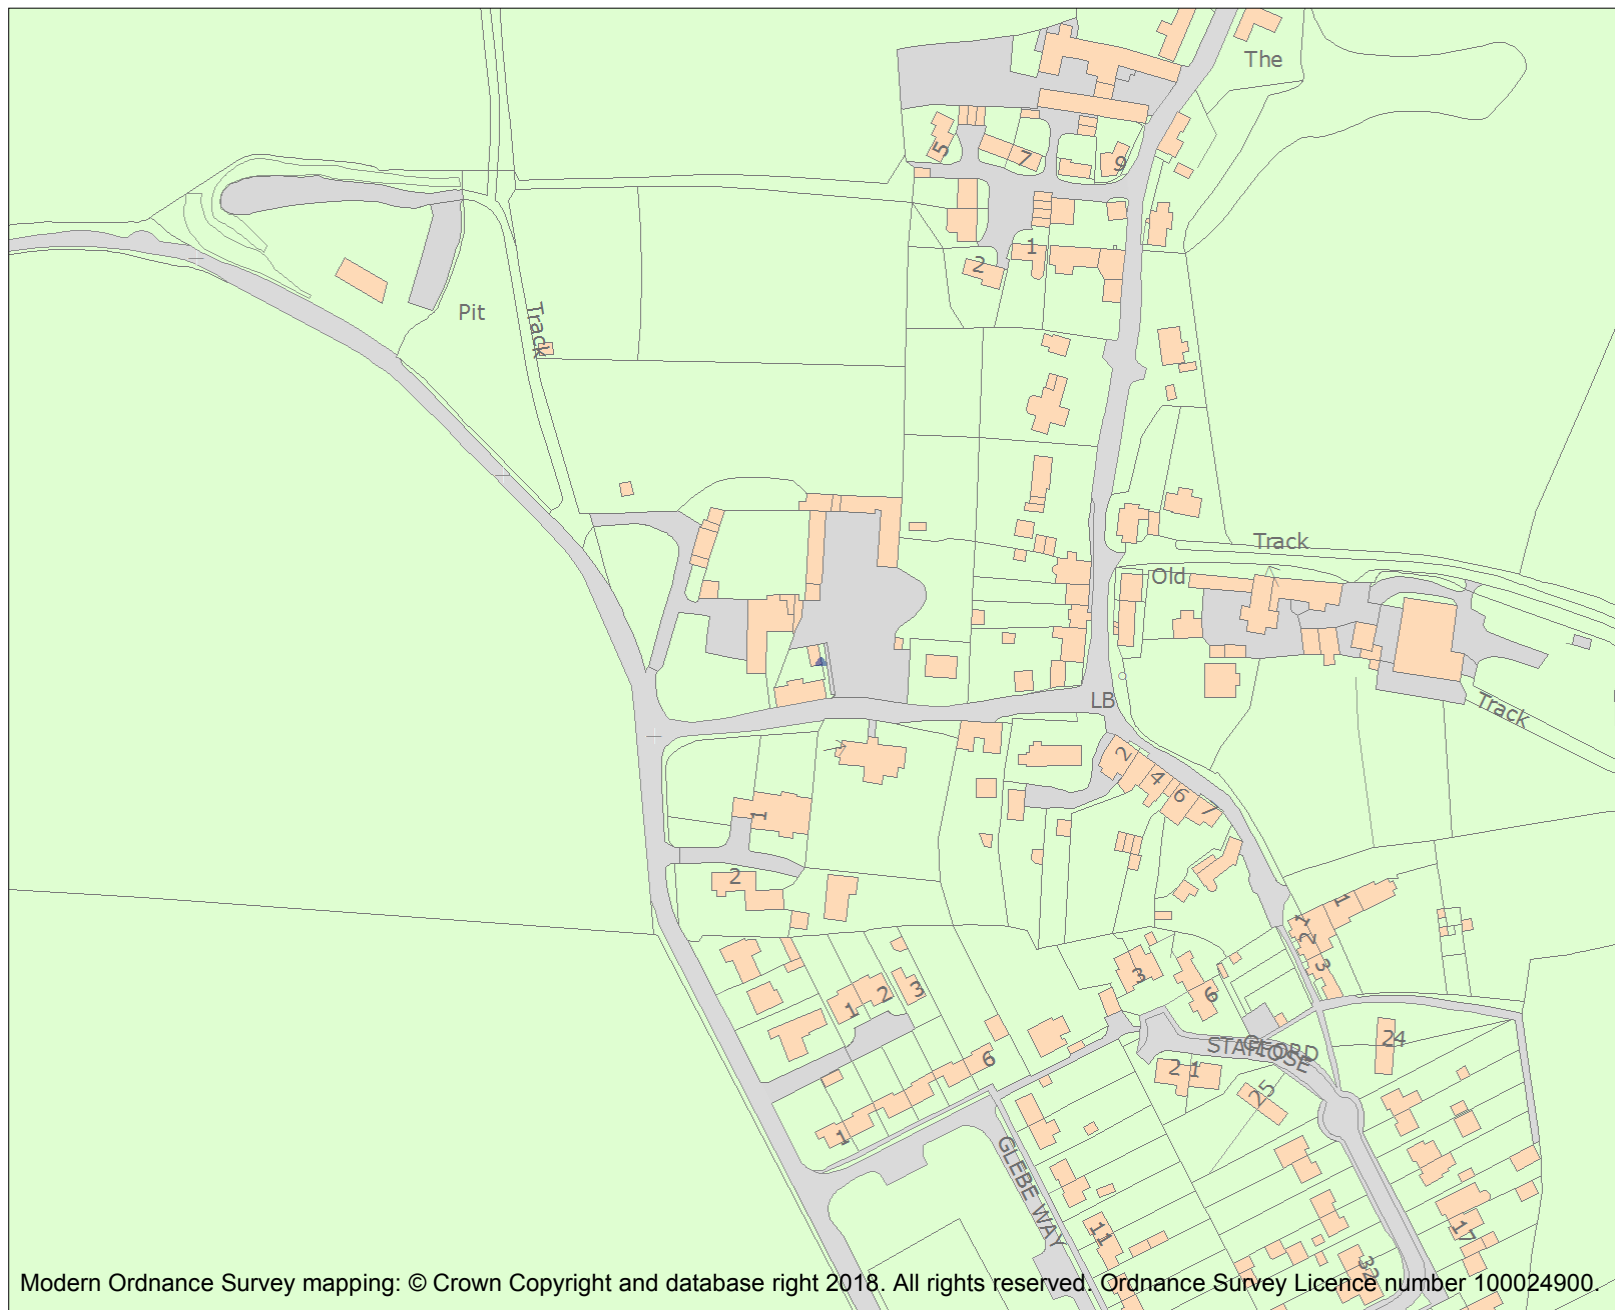 The
5
7
9
1
2
Pit
Track
Track
Old
Track
LB
2
4
6
7
1
2
1
1
2
3
3
6
1
2
3
24
STAFFORD
CLOSE
6
2 1
25
1
GLEBE WAY
11
17
32
Modern Ordnance Survey mapping: © Crown Copyright and database right 2018. All rights reserved. Ordnance Survey Licence number 100024900.